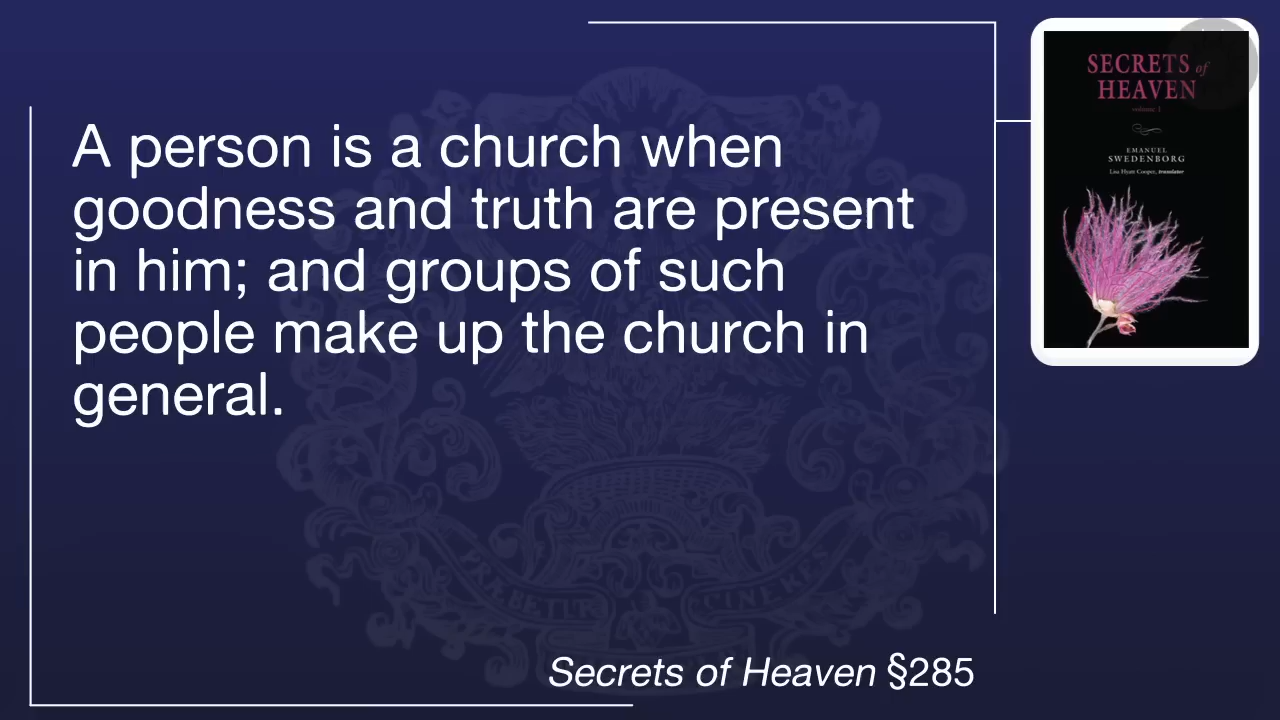 A person is a church when
goodness and truth are present
in him; and groups of such
people make up the church in
general.
Secrets of Heaven §285
SECRETS of
HEAVEN
volume 1
EMANUEL
SWEDENBORG
Lisa Hyatt Cooper, translator